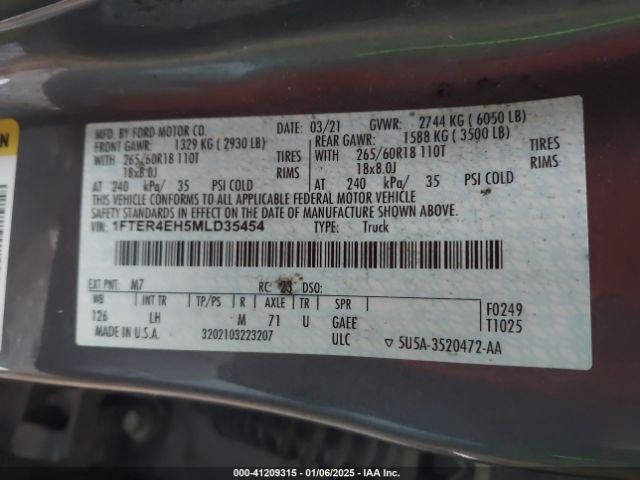 MFD. BY FORD MOTOR CO. DATE: 03/21 GVWR: 2744 KG ( 6050 LB)
FRONT GAWR: 1329 KG ( 2930 LB) REAR GAWR: 1588 KG ( 3500 LB)
WITH 265/60R18 110T TIRES WITH 265/60R18 110T TIRES
18x8.0J RIMS 18x8.0J RIMS
AT 240 kPa/ 35 PSI COLD AT 240 kPa/ 35 PSI COLD
THIS VEHICLE CONFORMS TO ALL APPLICABLE FEDERAL MOTOR VEHICLE
SAFETY STANDARDS IN EFFECT ON THE DATE OF MANUFACTURE SHOWN ABOVE.
VIN: 1FTER4EH5MLD35454 TYPE: Truck
EXT PNT: M7 RC: 23 DSO:
WB INT TR TP/PS R AXLE TR SPR F0249
126 LH M 71 U GAEE T1025
MADE IN U.S.A. 3202103223207 ULC ▽ 5U5A-3520472-AA
000-41209315 - 01/06/2025 - IAA Inc.